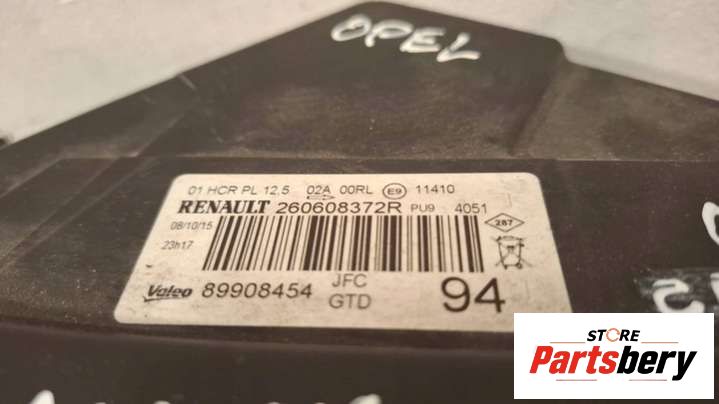 OPEL
01 HCR PL 12.5 02A 00RL E9 11410
RENAULT 260608372R PU9 4051
287
08/10/15
23h17
Valeo 89908454 JFC
GTD
94
STORE
Partsbery